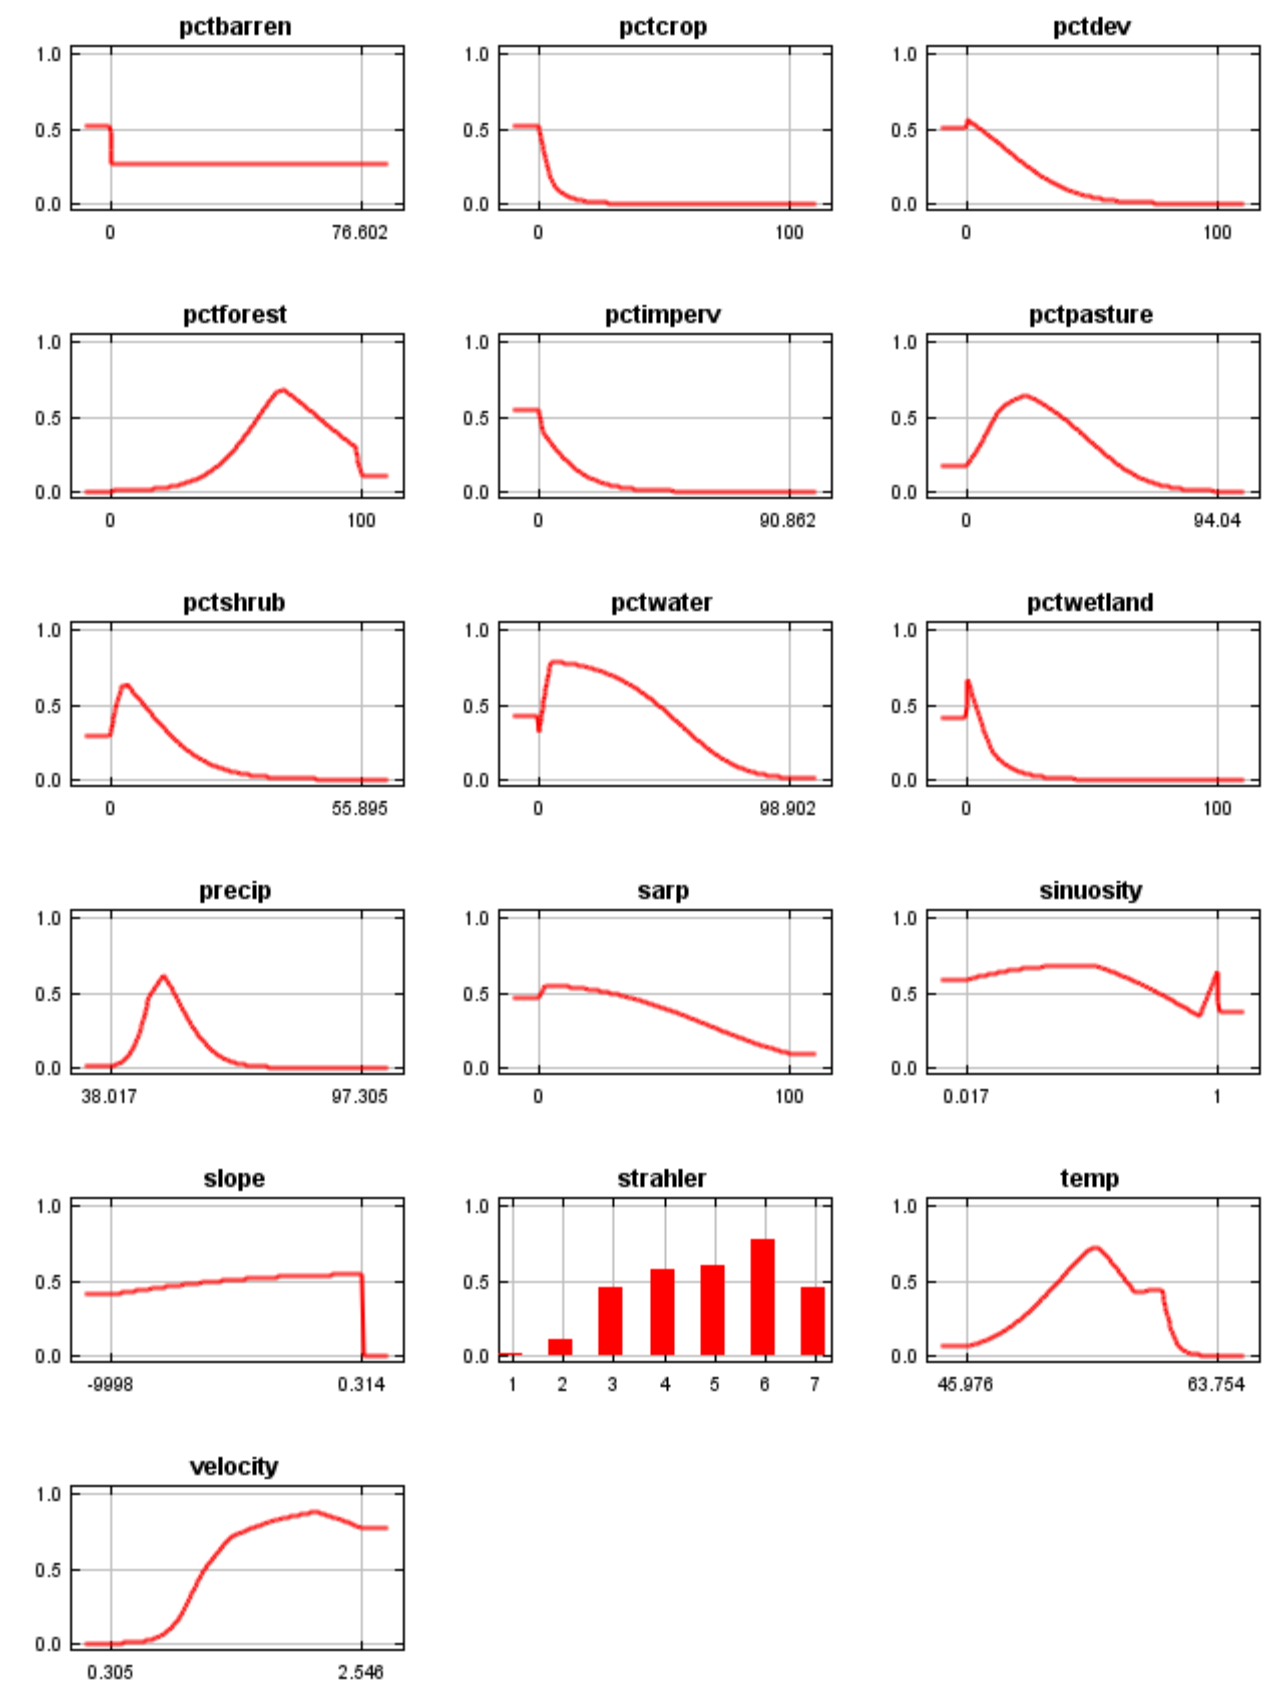 pctbarren pctcrop pctdev
1.0 1.0 1.0
0.5 0.5 0.5
0.0 0.0 0.0
0 76.602 0 100 0 100
pctforest pctimperv pctpasture
1.0 1.0 1.0
0.5 0.5 0.5
0.0 0.0 0.0
0 100 0 90.862 0 94.04
pctshrub pctwater pctwetland
1.0 1.0 1.0
0.5 0.5 0.5
0.0 0.0 0.0
0 55.895 0 98.902 0 100
precip sarp sinuosity
1.0 1.0 1.0
0.5 0.5 0.5
0.0 0.0 0.0
38.017 97.305 0 100 0.017 1
slope strahler temp
1.0 1.0 1.0
0.5 0.5 0.5
0.0 0.0 0.0
-9998 0.314 1 2 3 4 5 6 7 45.976 63.754
velocity
1.0
0.5
0.0
0.305 2.546